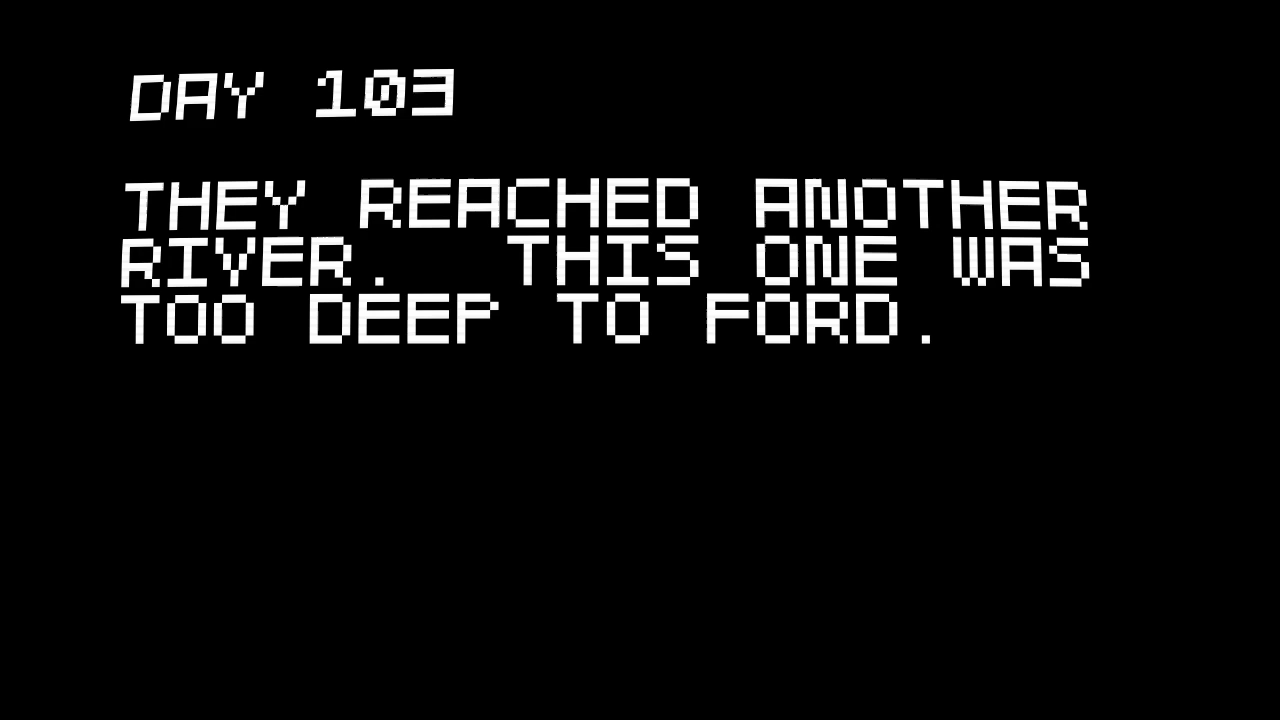 DAY 103
THEY REACHED ANOTHER
RIVER.  THIS ONE WAS
TOO DEEP TO FORD.